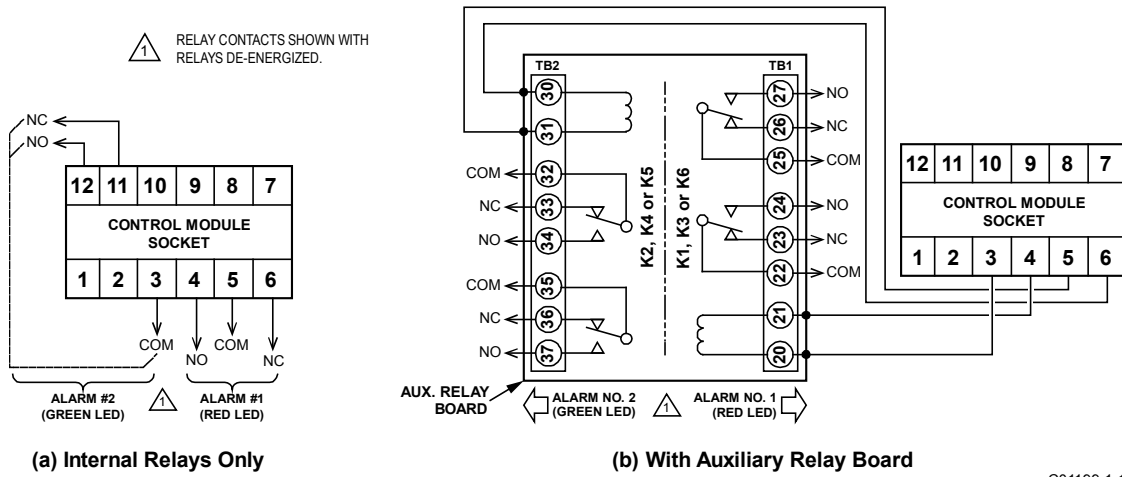 1
RELAY CONTACTS SHOWN WITH
RELAYS DE-ENERGIZED.
NC
NO
12 11 10 9 8 7
CONTROL MODULE
SOCKET
1 2 3 4 5 6
COM
NO
COM
NC
ALARM #2
(GREEN LED)
1
ALARM #1
(RED LED)
(a) Internal Relays Only
TB2
30
31
COM 32
NC 33
NO 34
COM 35
NC 36
NO 37
K2, K4 or K5
K1, K3 or K6
TB1
27 NO
26 NC
25 COM
24 NO
23 NC
22 COM
21
20
AUX. RELAY
BOARD
ALARM NO. 2
(GREEN LED)
1
ALARM NO. 1
(RED LED)
12 11 10 9 8 7
CONTROL MODULE
SOCKET
1 2 3 4 5 6
(b) With Auxiliary Relay Board